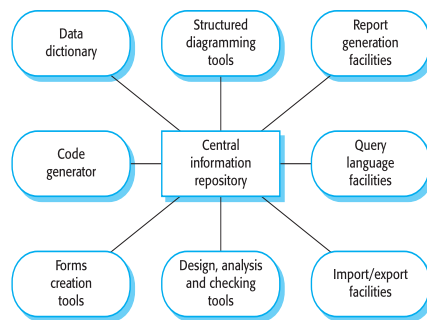 Data
dictionary
Structured
diagramming
tools
Report
generation
facilities
Code
generator
Central
information
repository
Query
language
facilities
Forms
creation
tools
Design, analysis
and checking
tools
Import/export
facilities